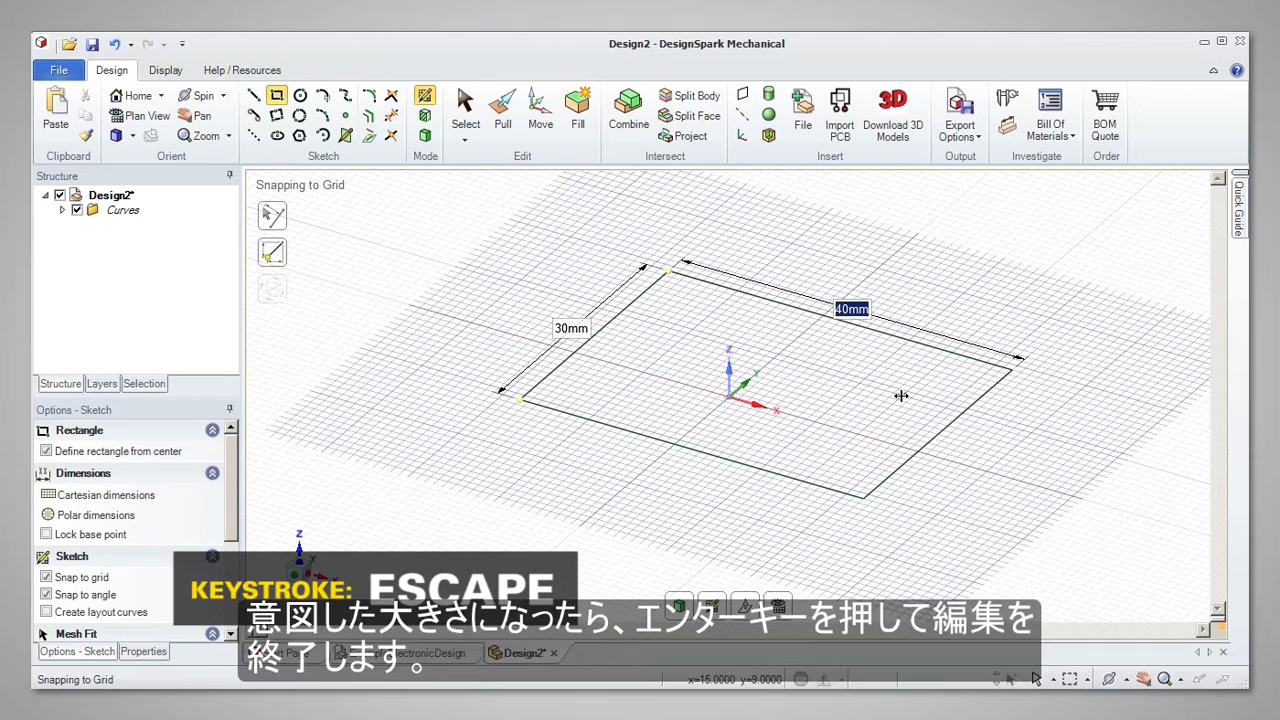 Design2 - DesignSpark Mechanical
File Design Display Help / Resources
Home Spin
Plan View Pan
Zoom
Paste
Select Pull Move Fill
Combine
Split Body
Split Face
Project
File Import PCB Download 3D Models
Export Options
Bill Of Materials
BOM Quote
Clipboard Orient Sketch Mode Edit Intersect Insert Output Investigate Order
Structure
Design2*
Curves
Structure Layers Selection
Options - Sketch
Rectangle
Define rectangle from center
Dimensions
Cartesian dimensions
Polar dimensions
Lock base point
Sketch
Snap to grid
Snap to angle
Create layout curves
Mesh Fit
Options - Sketch Properties
Snapping to Grid
Quick Guide
40mm
30mm
Z
Y
X
Z
KEYSTROKE: ESCAPE
意図した大きさになったら、エンターキーを押して編集を
終了します。
Design2*
Snapping to Grid
x=15.0000 y=9.0000